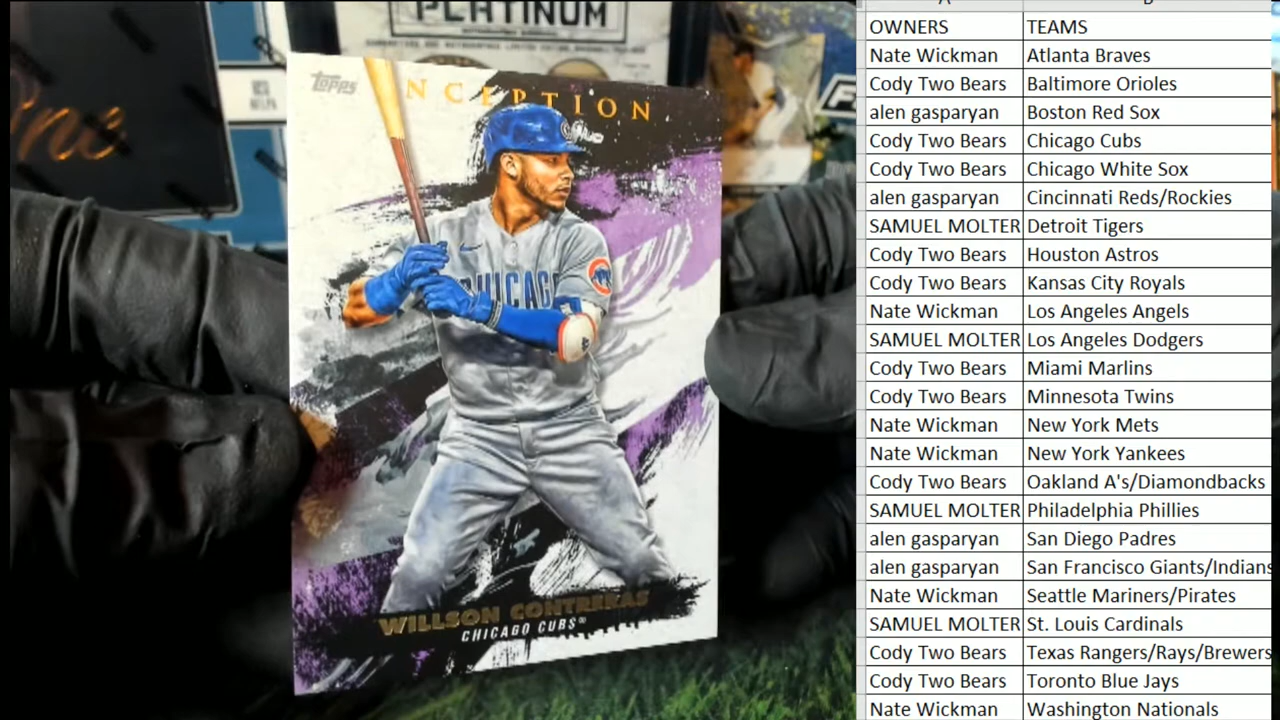 PLATINUM
One
NFLPA
Topps
INCEPTION
CHICAGO
WILLSON CONTRERAS
CHICAGO CUBS
OWNERS TEAMS
Nate Wickman Atlanta Braves
Cody Two Bears Baltimore Orioles
alen gasparyan Boston Red Sox
Cody Two Bears Chicago Cubs
Cody Two Bears Chicago White Sox
alen gasparyan Cincinnati Reds/Rockies
SAMUEL MOLTER Detroit Tigers
Cody Two Bears Houston Astros
Cody Two Bears Kansas City Royals
Nate Wickman Los Angeles Angels
SAMUEL MOLTER Los Angeles Dodgers
Cody Two Bears Miami Marlins
Cody Two Bears Minnesota Twins
Nate Wickman New York Mets
Nate Wickman New York Yankees
Cody Two Bears Oakland A's/Diamondbacks
SAMUEL MOLTER Philadelphia Phillies
alen gasparyan San Diego Padres
alen gasparyan San Francisco Giants/Indians
Nate Wickman Seattle Mariners/Pirates
SAMUEL MOLTER St. Louis Cardinals
Cody Two Bears Texas Rangers/Rays/Brewers
Cody Two Bears Toronto Blue Jays
Nate Wickman Washington Nationals